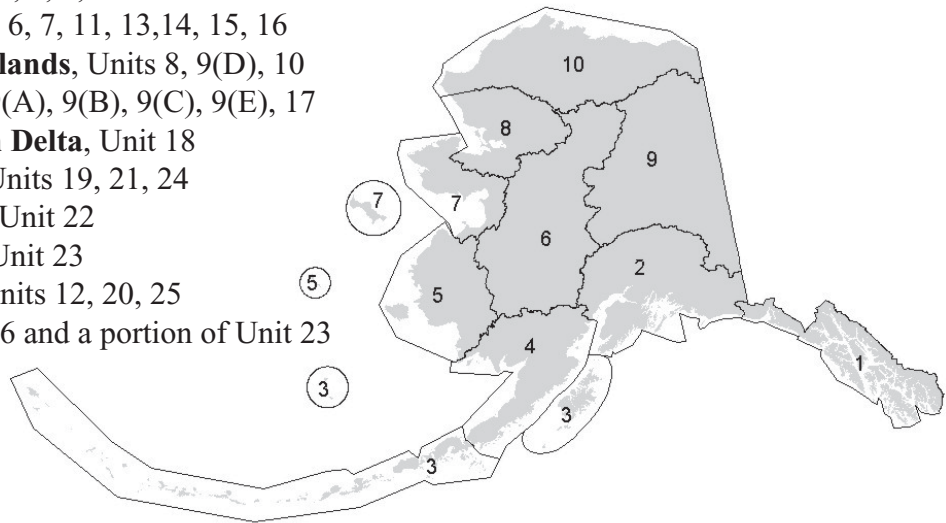 6, 7, 11, 13,14, 15, 16
lands, Units 8, 9(D), 10
(A), 9(B), 9(C), 9(E), 17
Delta, Unit 18
nits 19, 21, 24
Unit 22
nit 23
nits 12, 20, 25
6 and a portion of Unit 23
10
8
9
7
7
6
2
5
5
4
1
3
3
3